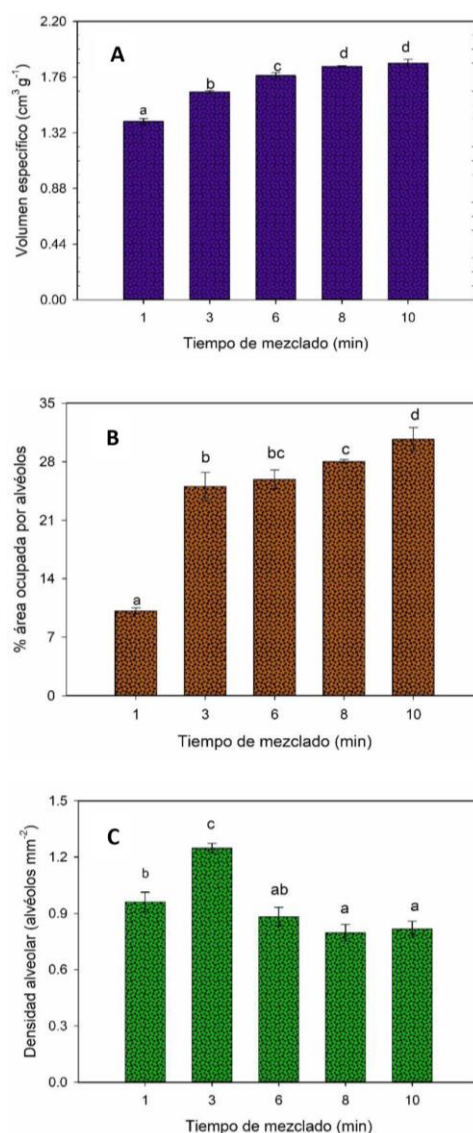 2.20
A
d
d
1.76
c
b
a
1.32
0.88
0.44
0.00
Volumen específico (cm³ g⁻¹)
1 3 6 8 10
Tiempo de mezclado (min)
35
B
d
28
c
bc
b
21
14
a
7
0
% área ocupada por alvéolos
1 3 6 8 10
Tiempo de mezclado (min)
1.5
C
c
1.2
b
ab
a
a
0.9
0.6
0.3
0.0
Densidad alveolar (alvéolos mm⁻²)
1 3 6 8 10
Tiempo de mezclado (min)